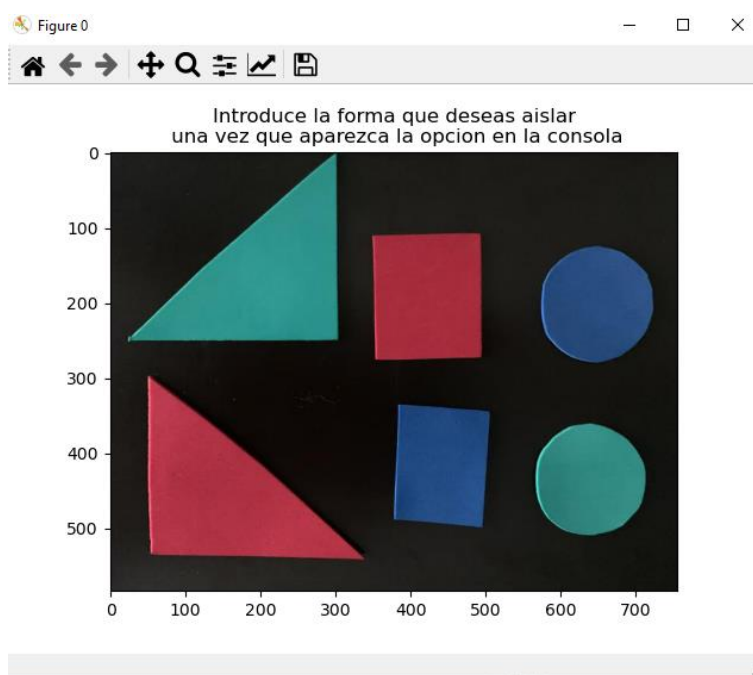 Figure 0
Introduce la forma que deseas aislar
una vez que aparezca la opcion en la consola
0
100
200
300
400
500
0 100 200 300 400 500 600 700